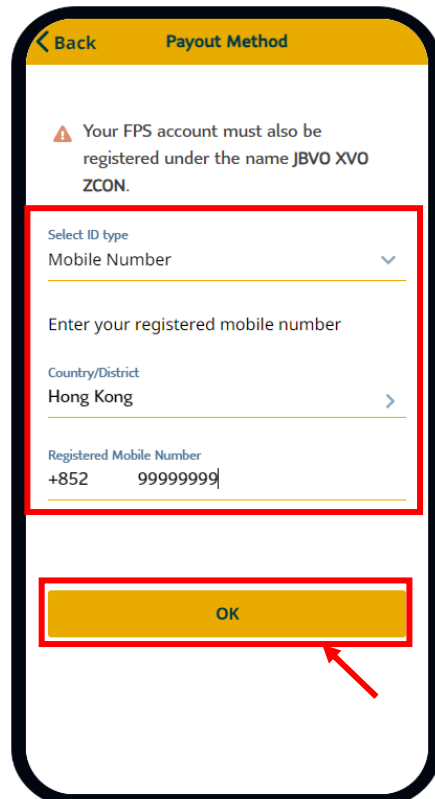 Back Payout Method
Your FPS account must also be
registered under the name JBVO XVO
ZCON.
Select ID type
Mobile Number
Enter your registered mobile number
Country/District
Hong Kong
Registered Mobile Number
+852 99999999
OK